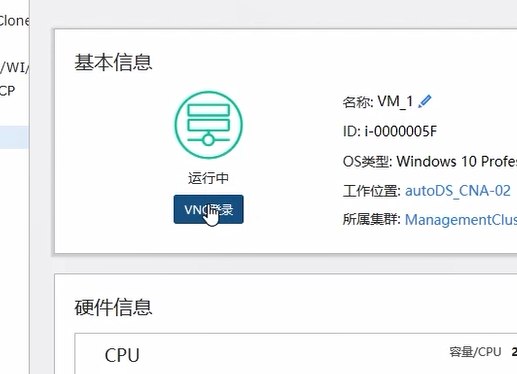 Clone
/WI/
CP
基本信息
运行中
VNC登录
名称: VM_1
ID: i-0000005F
OS类型: Windows 10 Profes
工作位置: autoDS_CNA-02
所属集群: ManagementClus
硬件信息
CPU
容量/CPU 2